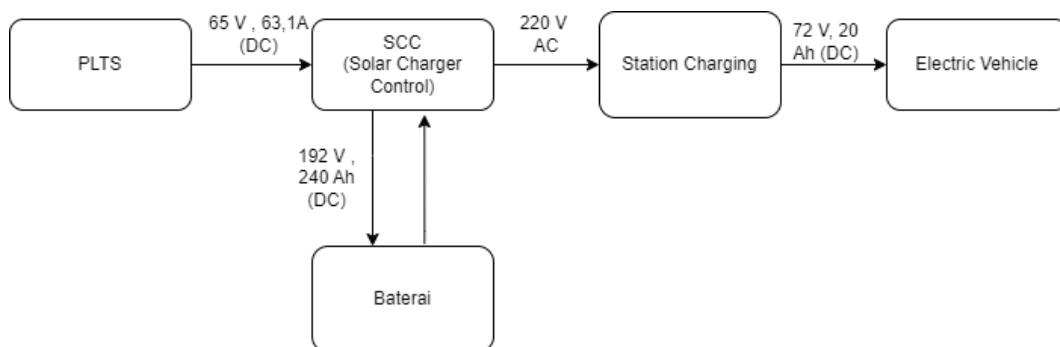 PLTS
65 V , 63,1A
(DC)
SCC
(Solar Charger
Control)
220 V
AC
Station Charging
72 V, 20
Ah (DC)
Electric Vehicle
192 V ,
240 Ah
(DC)
Baterai